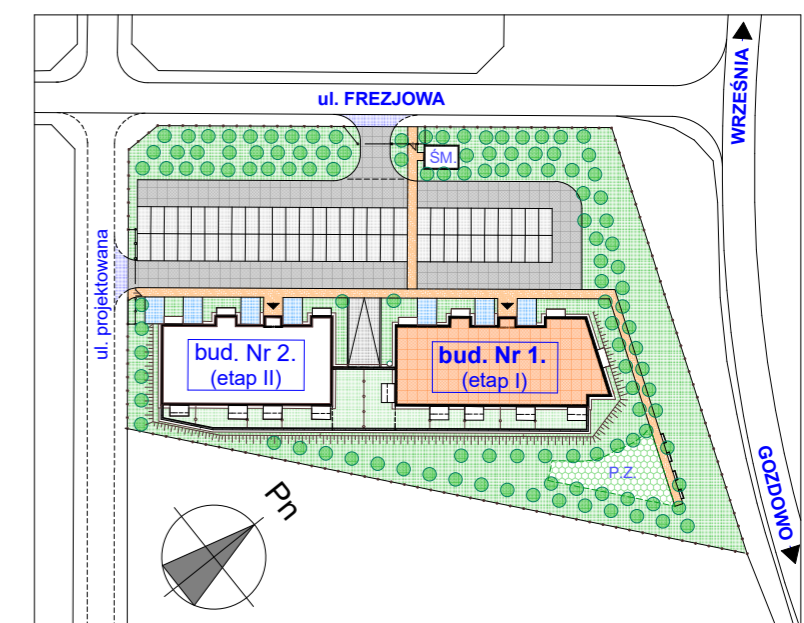 ul. FREZJOWA
WRZEŚNIA
ŚM.
ul. projektowana
bud. Nr 2.
(etap II)
bud. Nr 1.
(etap I)
P.Z.
GOZDOWO
Pn